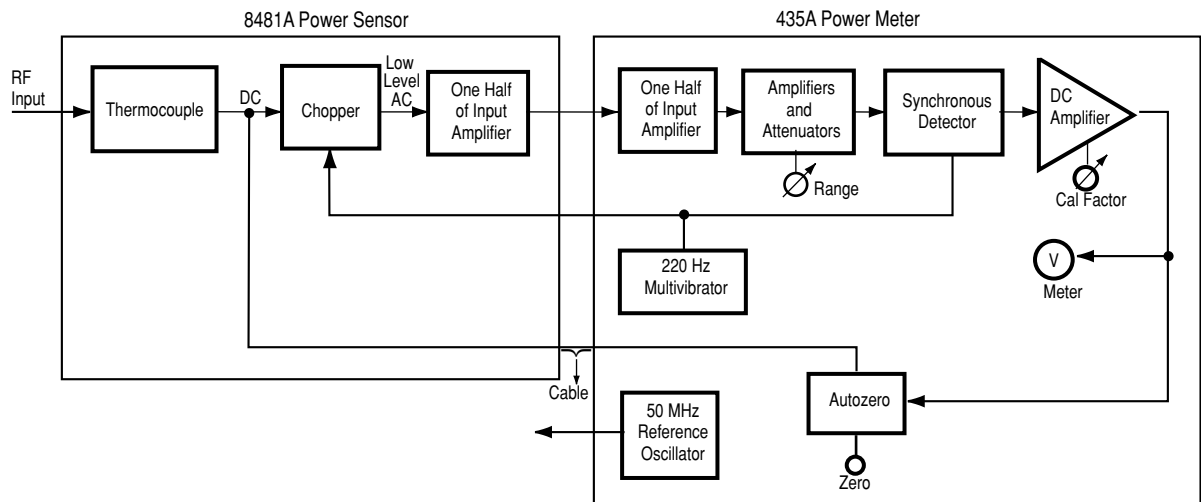 8481A Power Sensor
435A Power Meter
RF
Input
Thermocouple
DC
Chopper
Low
Level
AC
One Half
of Input
Amplifier
One Half
of Input
Amplifier
Amplifiers
and
Attenuators
Synchronous
Detector
DC
Amplifier
Range
Cal Factor
220 Hz
Multivibrator
V
Meter
Cable
50 MHz
Reference
Oscillator
Autozero
Zero